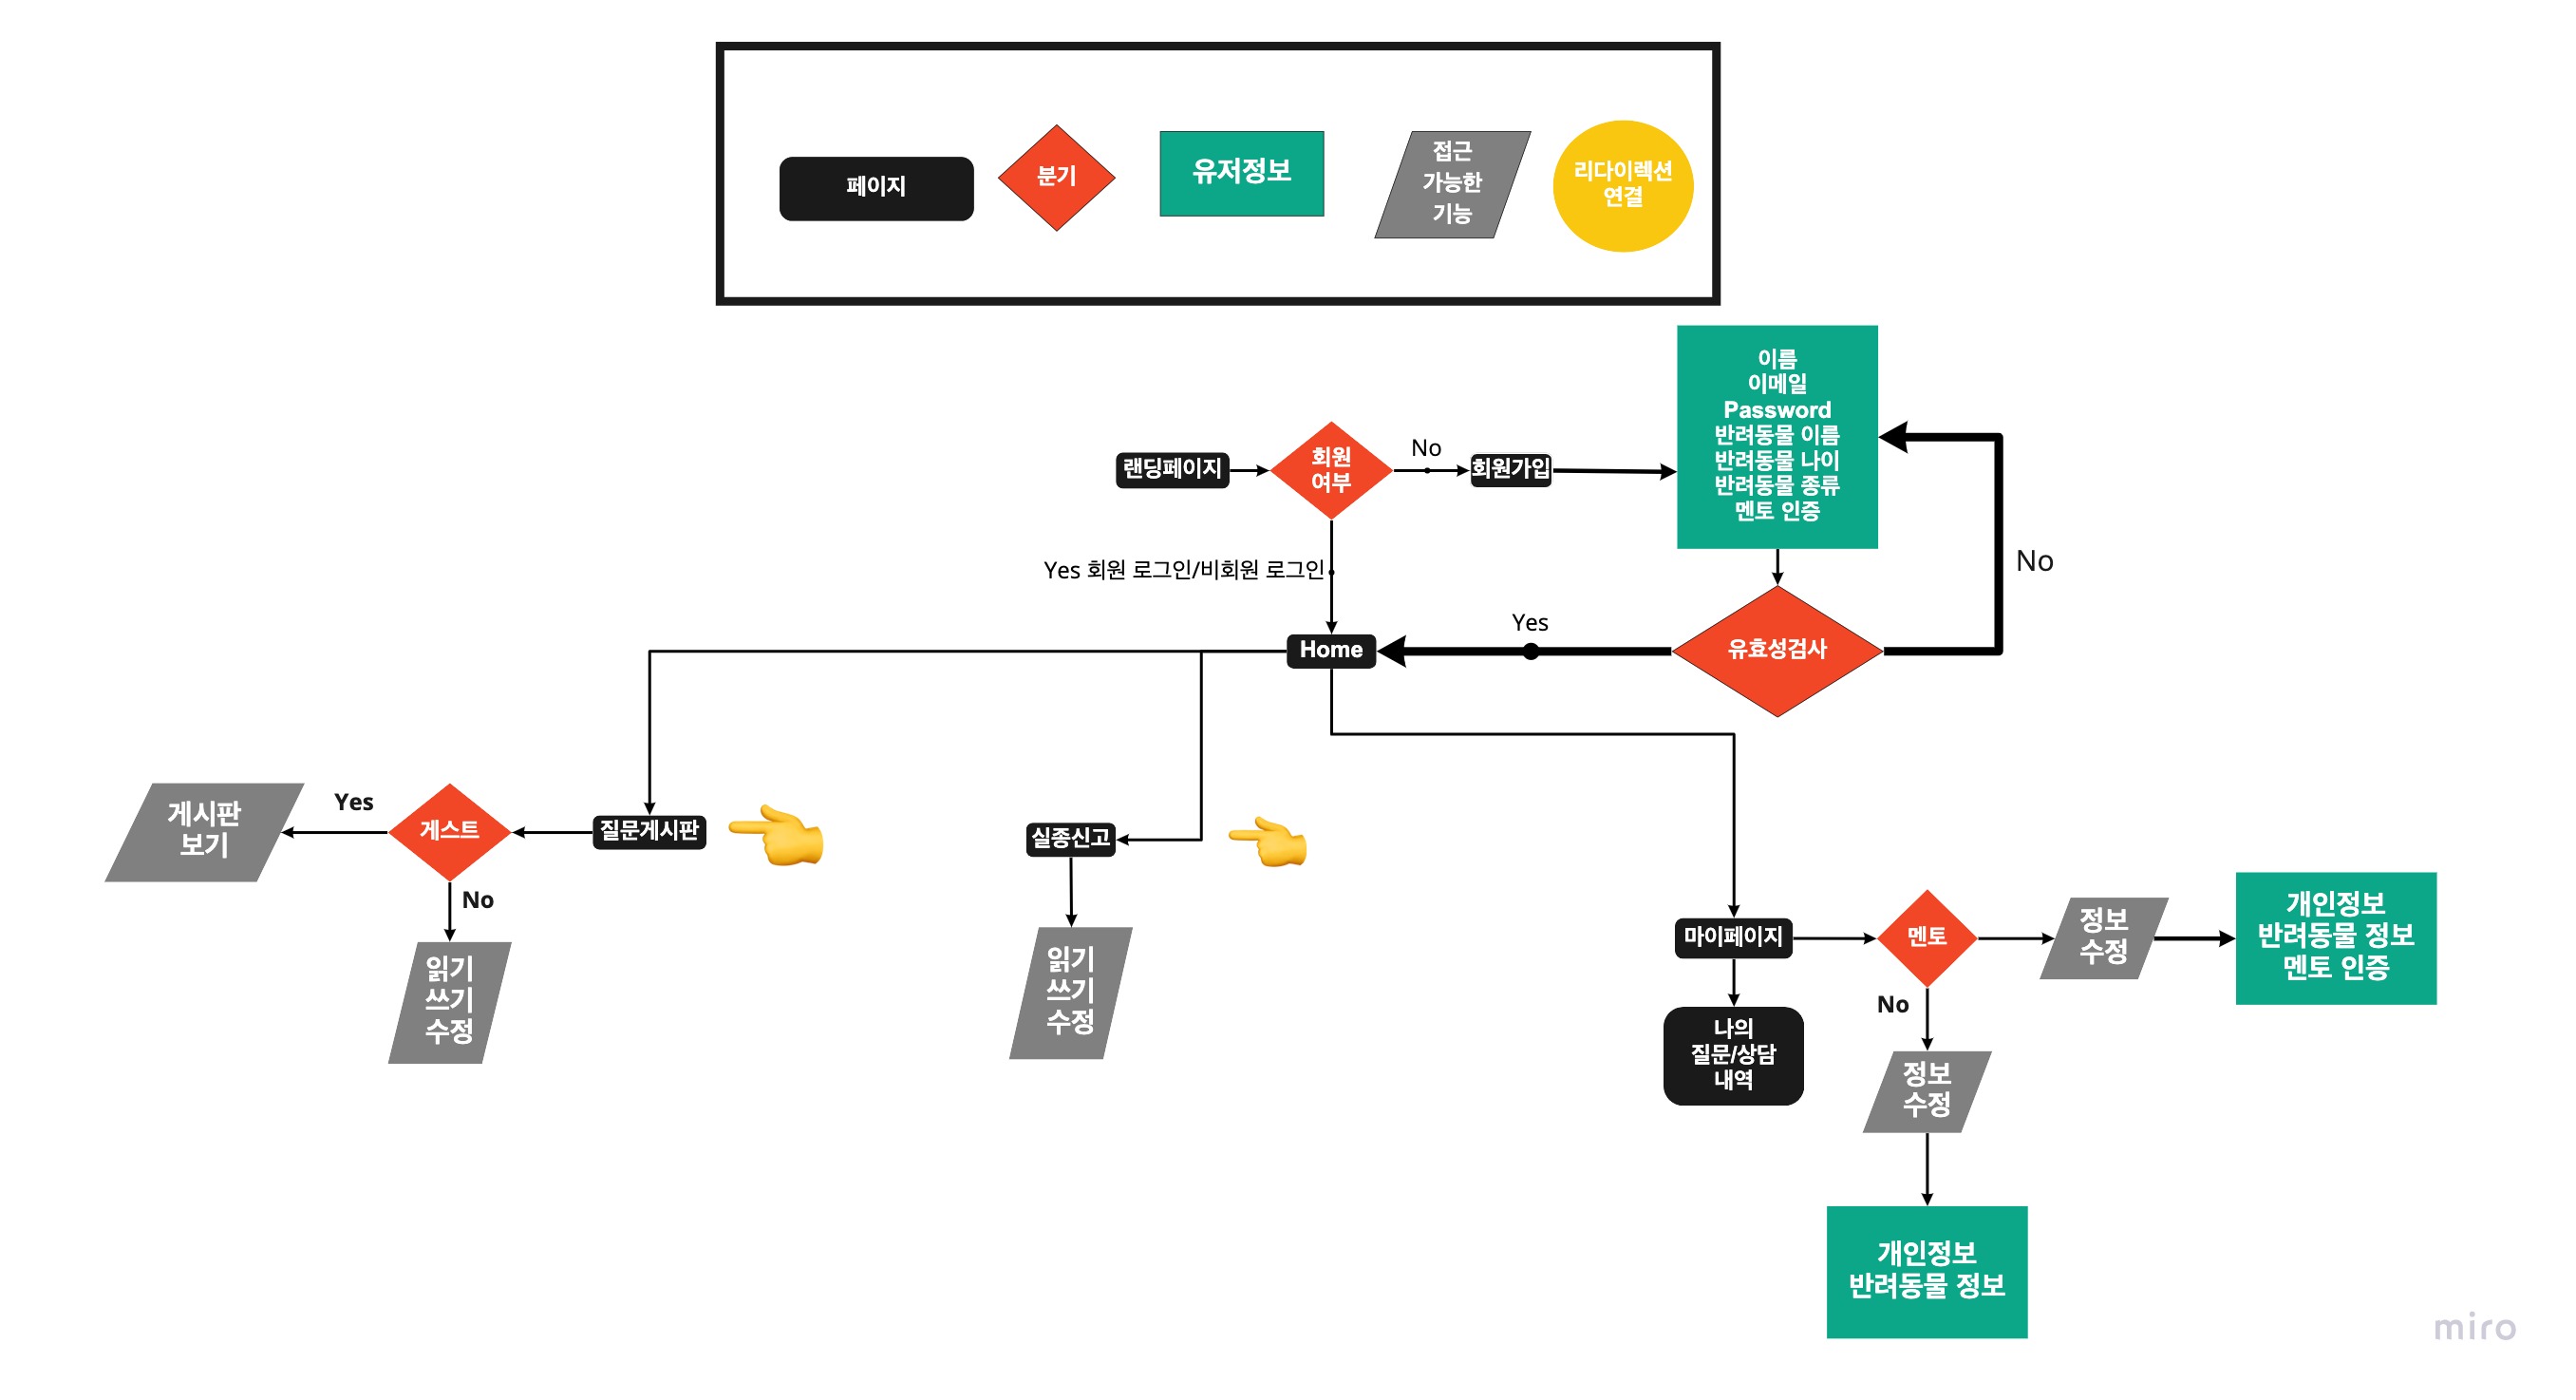 페이지
분기
유저정보
접근
가능한
기능
리다이렉션
연결
이름
이메일
Password
반려동물 이름
반려동물 나이
반려동물 종류
멘토 인증
랜딩페이지
회원
여부
No
회원가입
Yes 회원 로그인/비회원 로그인
No
Home
Yes
유효성검사
게시판
보기
Yes
게스트
질문게시판
실종신고
No
읽기
쓰기
수정
읽기
쓰기
수정
마이페이지
멘토
정보
수정
개인정보
반려동물 정보
멘토 인증
No
나의
질문/상담
내역
정보
수정
개인정보
반려동물 정보
miro